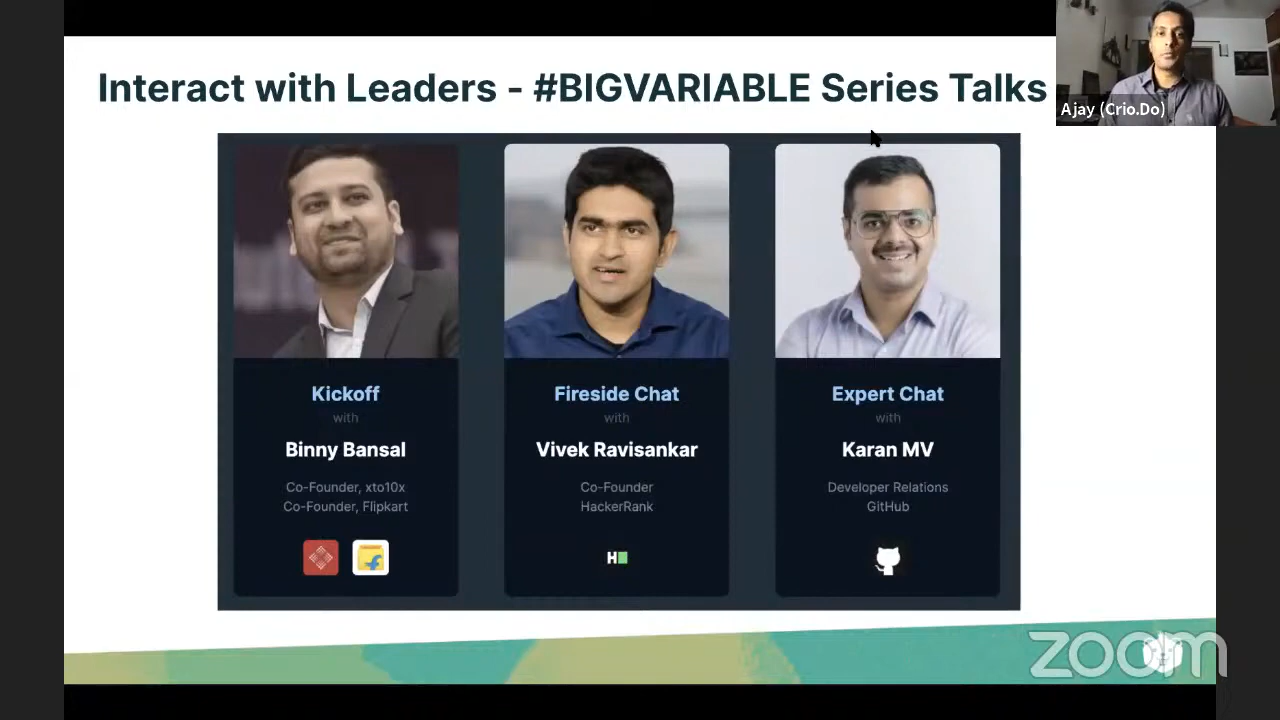 Interact with Leaders - #BIGVARIABLE Series Talks
Ajay (Crio.Do)
Kickoff
with
Binny Bansal
Co-Founder, xto10x
Co-Founder, Flipkart
Fireside Chat
with
Vivek Ravisankar
Co-Founder
HackerRank
H
Expert Chat
with
Karan MV
Developer Relations
GitHub
zoom